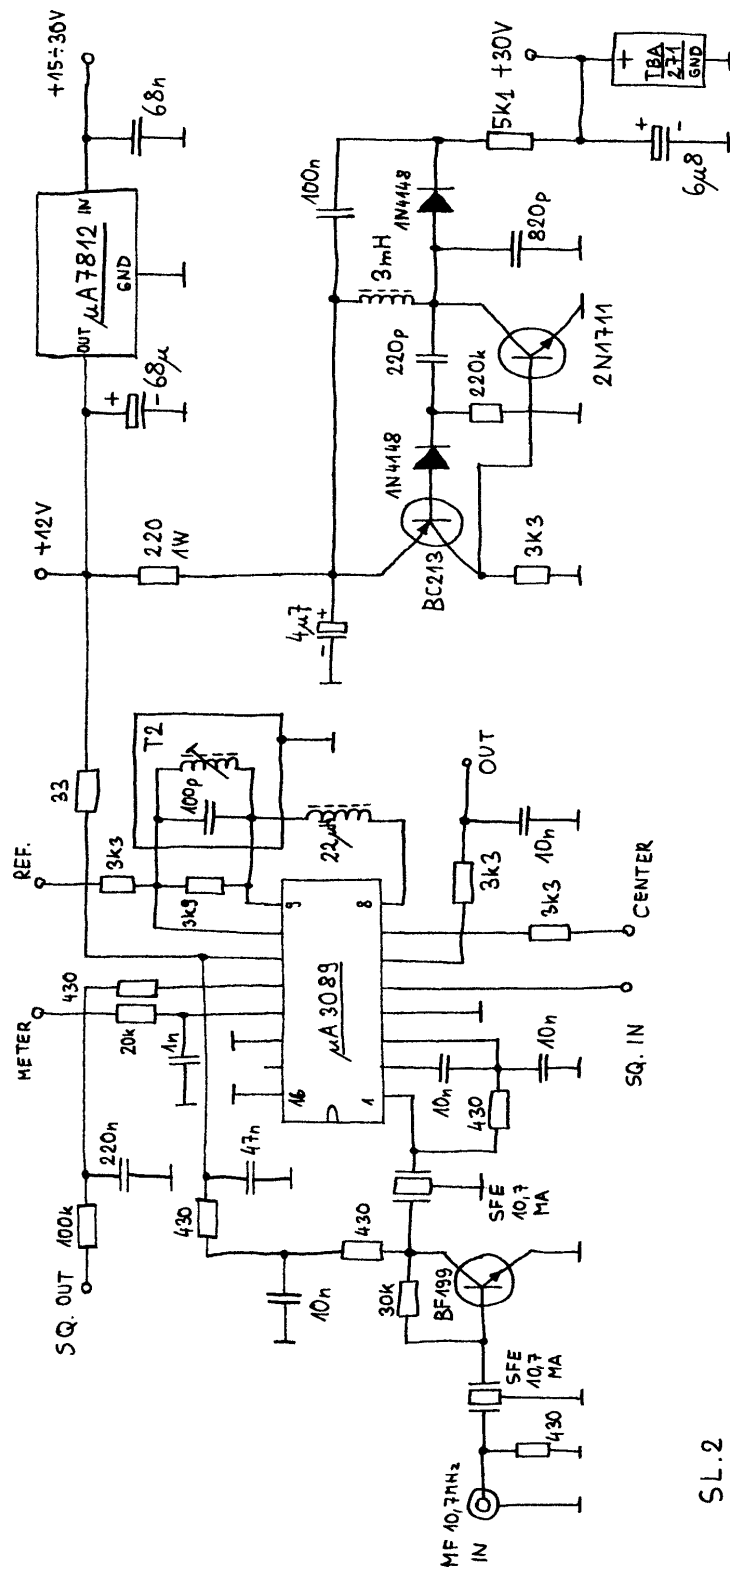 +15÷30V
68n
IN
µA7812
OUT
GND
+
-
68µ
+12V
220
1W
4µ7
+
-
100n
3mH
1N4148
820p
220p
220k
1N4148
BC213
3k3
2N1711
5k1
+30V
+
TBA
271
GND
+
-
6µ8
33
REF.
3k3
3k9
T2
100p
22µH
METER
430
20k
1n
220n
100k
SQ. OUT
430
47n
10n
430
30k
9
8
µA3089
16
1
10n
10n
430
OUT
10n
3k3
3k3
CENTER
SQ. IN
SFE
10,7
MA
BF199
SFE
10,7
MA
430
MF 10,7MHz
IN
SL.2